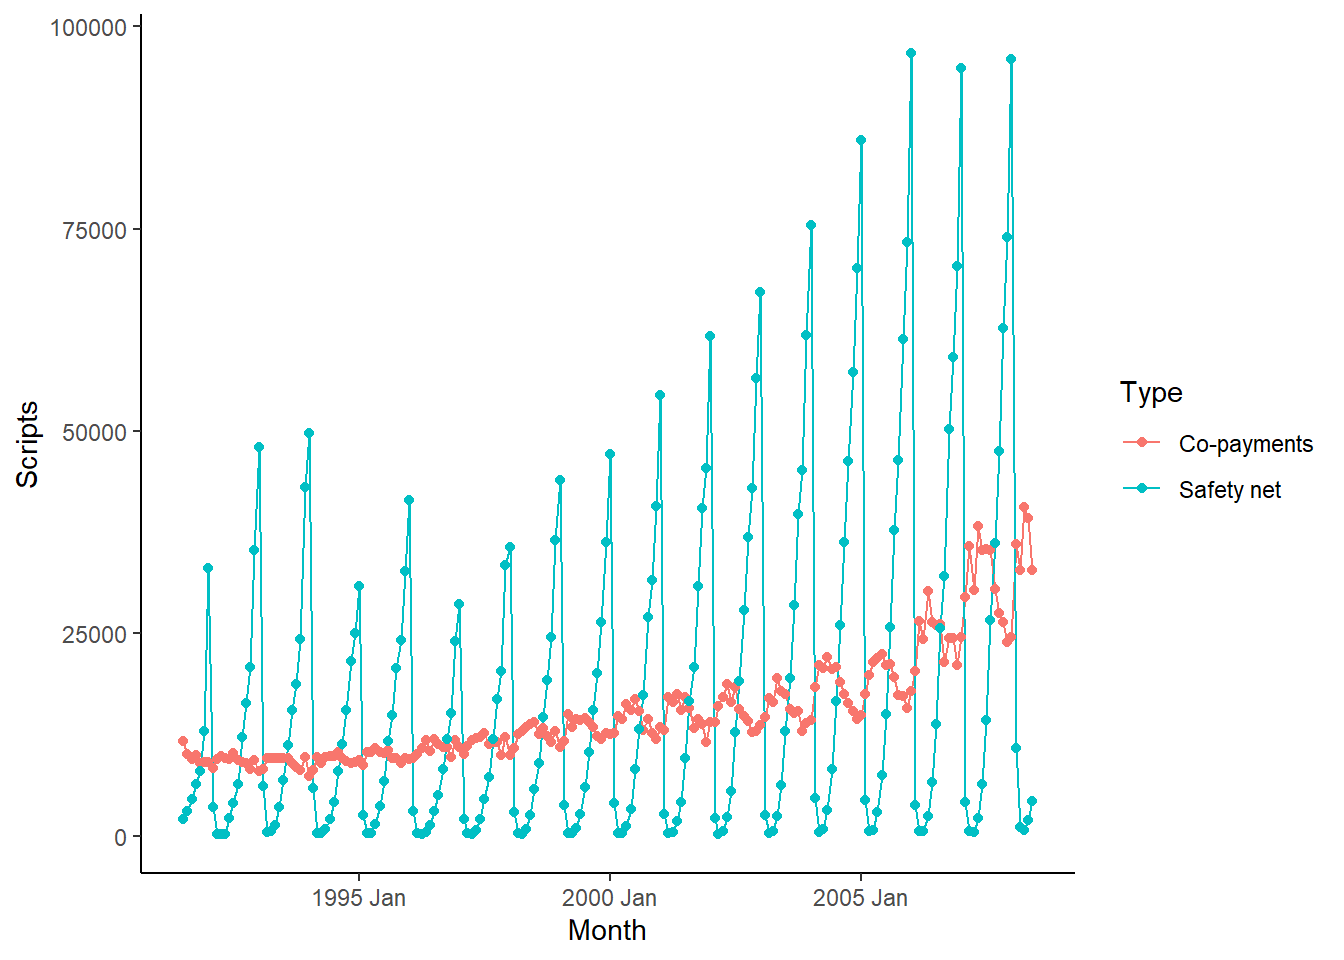 100000
75000
50000
25000
0
Scripts
1995 Jan
2000 Jan
2005 Jan
Month
Type
Co-payments
Safety net